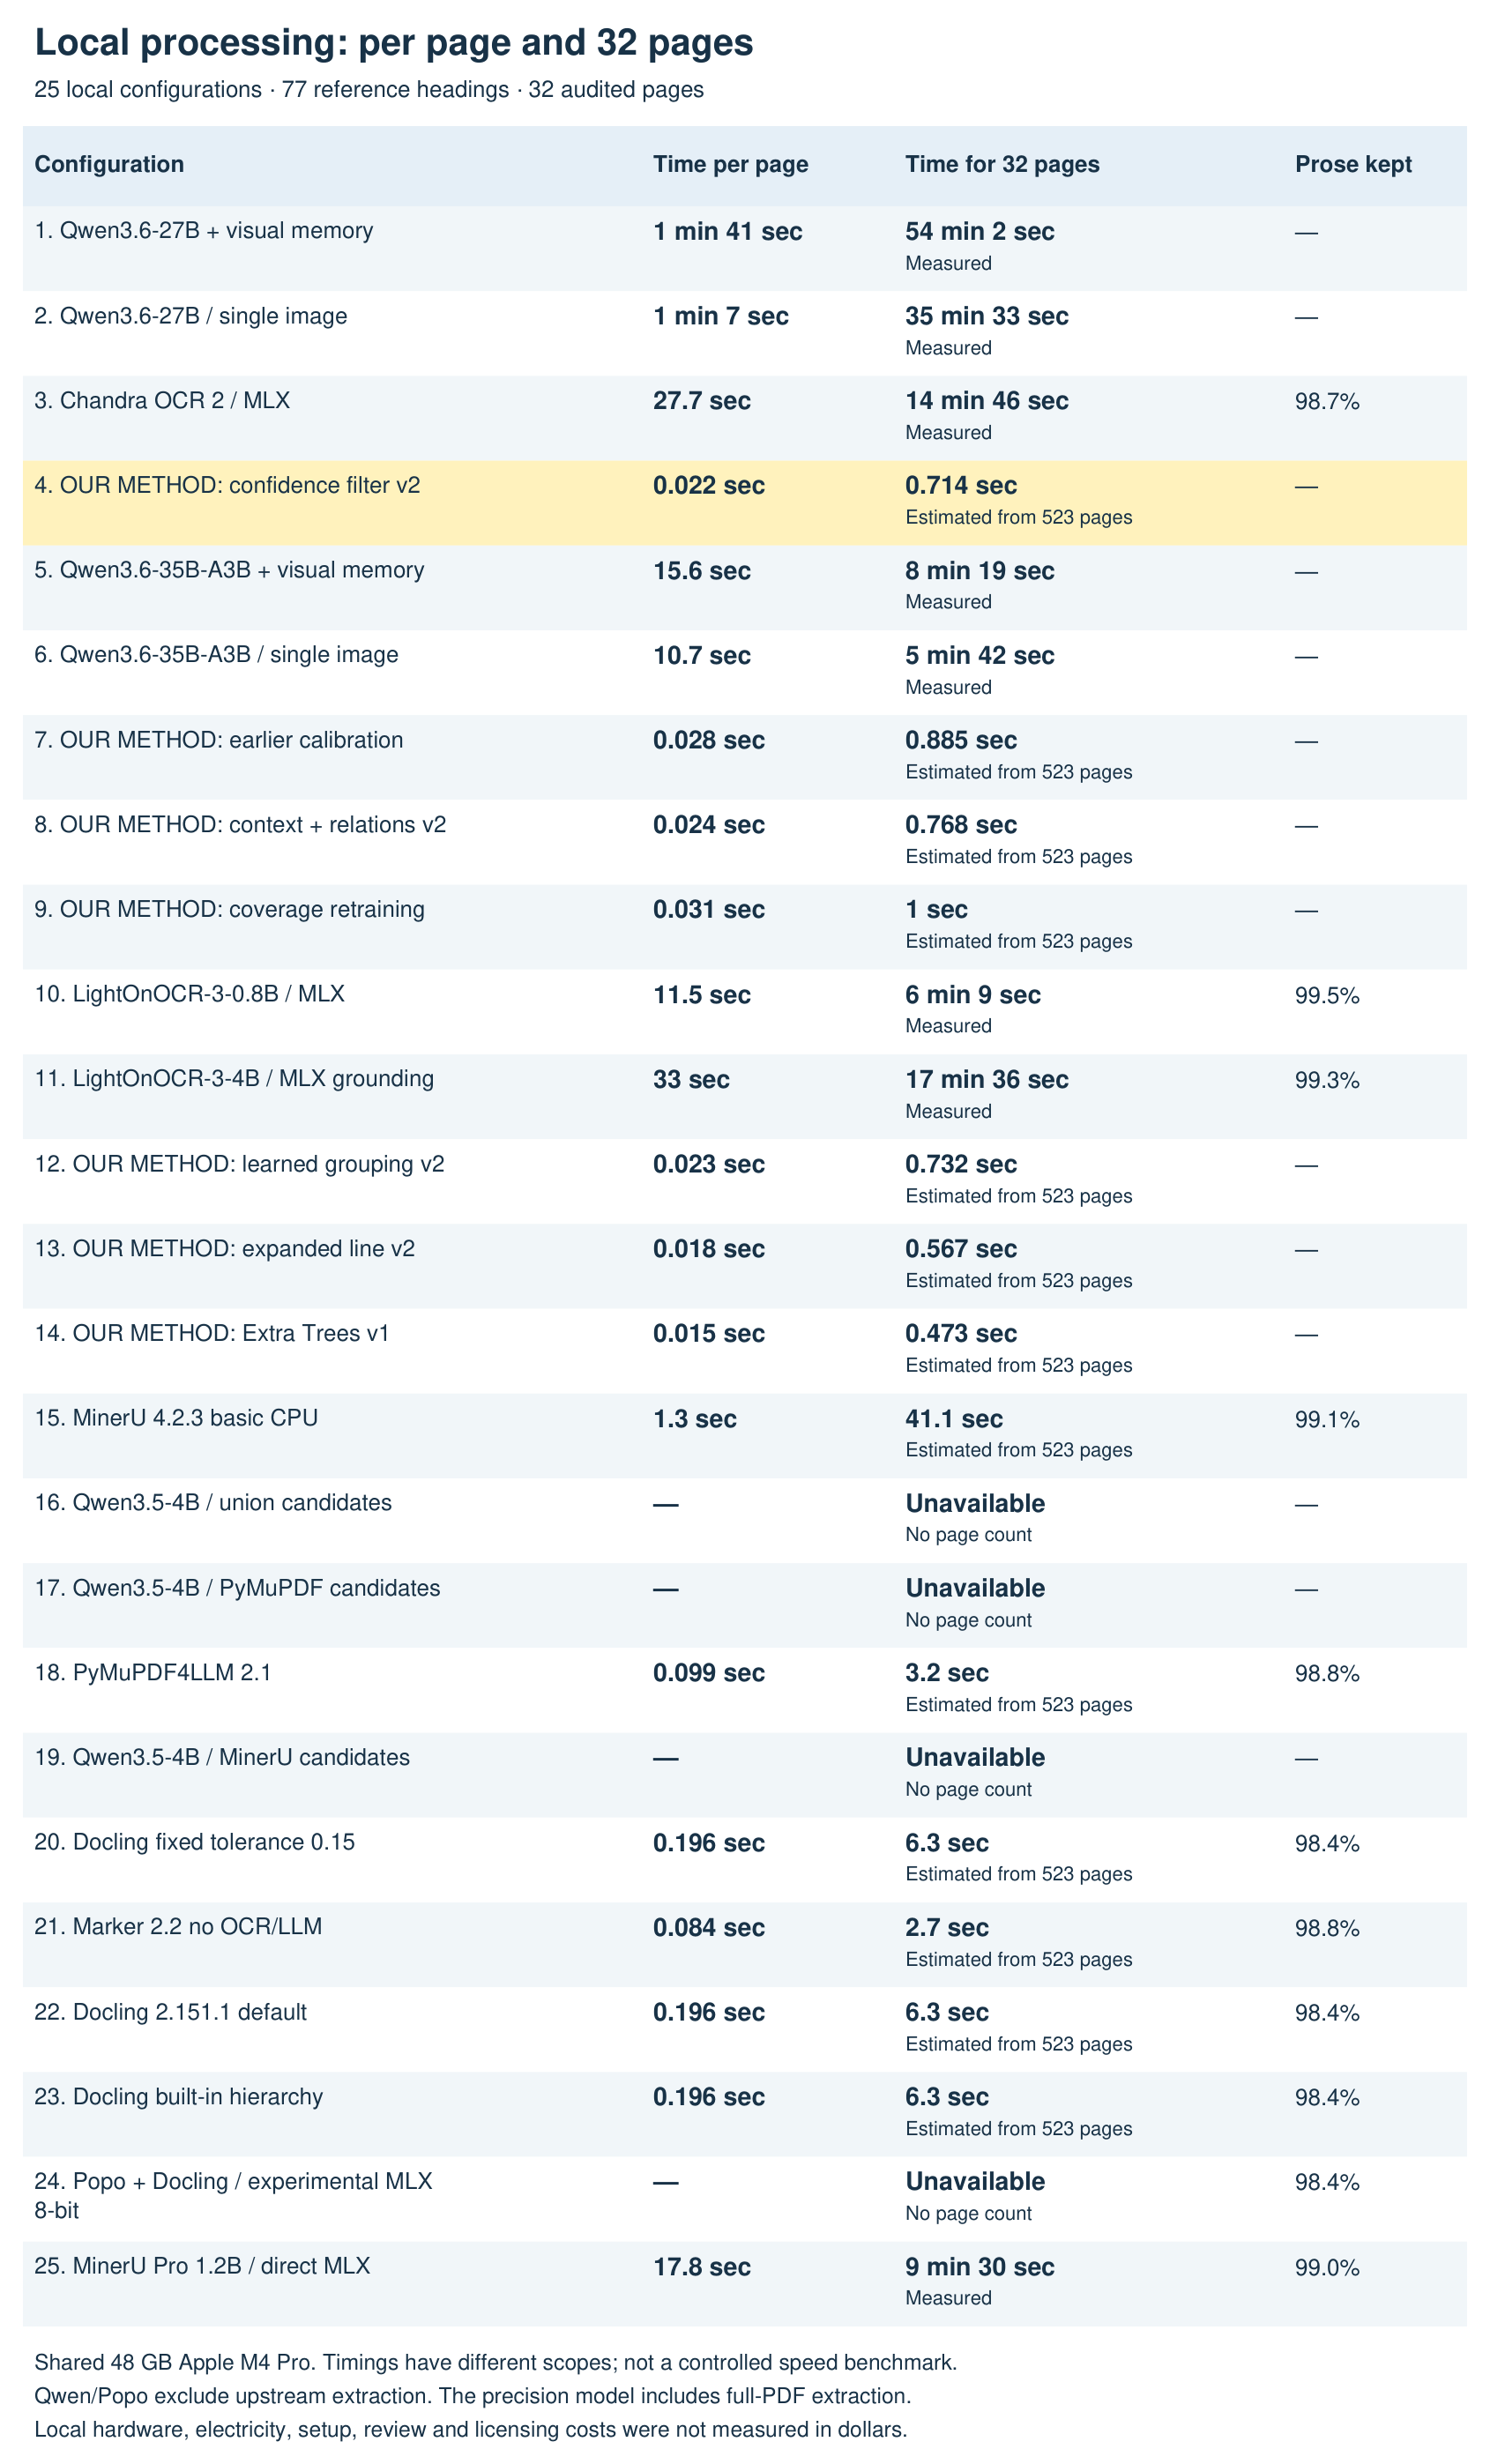 Local processing: per page and 32 pages
25 local configurations · 77 reference headings · 32 audited pages
Configuration Time per page Time for 32 pages Prose kept
1. Qwen3.6-27B + visual memory 1 min 41 sec 54 min 2 sec —
Measured
2. Qwen3.6-27B / single image 1 min 7 sec 35 min 33 sec —
Measured
3. Chandra OCR 2 / MLX 27.7 sec 14 min 46 sec 98.7%
Measured
4. OUR METHOD: confidence filter v2 0.022 sec 0.714 sec —
Estimated from 523 pages
5. Qwen3.6-35B-A3B + visual memory 15.6 sec 8 min 19 sec —
Measured
6. Qwen3.6-35B-A3B / single image 10.7 sec 5 min 42 sec —
Measured
7. OUR METHOD: earlier calibration 0.028 sec 0.885 sec —
Estimated from 523 pages
8. OUR METHOD: context + relations v2 0.024 sec 0.768 sec —
Estimated from 523 pages
9. OUR METHOD: coverage retraining 0.031 sec 1 sec —
Estimated from 523 pages
10. LightOnOCR-3-0.8B / MLX 11.5 sec 6 min 9 sec 99.5%
Measured
11. LightOnOCR-3-4B / MLX grounding 33 sec 17 min 36 sec 99.3%
Measured
12. OUR METHOD: learned grouping v2 0.023 sec 0.732 sec —
Estimated from 523 pages
13. OUR METHOD: expanded line v2 0.018 sec 0.567 sec —
Estimated from 523 pages
14. OUR METHOD: Extra Trees v1 0.015 sec 0.473 sec —
Estimated from 523 pages
15. MinerU 4.2.3 basic CPU 1.3 sec 41.1 sec 99.1%
Estimated from 523 pages
16. Qwen3.5-4B / union candidates — Unavailable —
No page count
17. Qwen3.5-4B / PyMuPDF candidates — Unavailable —
No page count
18. PyMuPDF4LLM 2.1 0.099 sec 3.2 sec 98.8%
Estimated from 523 pages
19. Qwen3.5-4B / MinerU candidates — Unavailable —
No page count
20. Docling fixed tolerance 0.15 0.196 sec 6.3 sec 98.4%
Estimated from 523 pages
21. Marker 2.2 no OCR/LLM 0.084 sec 2.7 sec 98.8%
Estimated from 523 pages
22. Docling 2.151.1 default 0.196 sec 6.3 sec 98.4%
Estimated from 523 pages
23. Docling built-in hierarchy 0.196 sec 6.3 sec 98.4%
Estimated from 523 pages
24. Popo + Docling / experimental MLX — Unavailable 98.4%
8-bit No page count
25. MinerU Pro 1.2B / direct MLX 17.8 sec 9 min 30 sec 99.0%
Measured
Shared 48 GB Apple M4 Pro. Timings have different scopes; not a controlled speed benchmark.
Qwen/Popo exclude upstream extraction. The precision model includes full-PDF extraction.
Local hardware, electricity, setup, review and licensing costs were not measured in dollars.